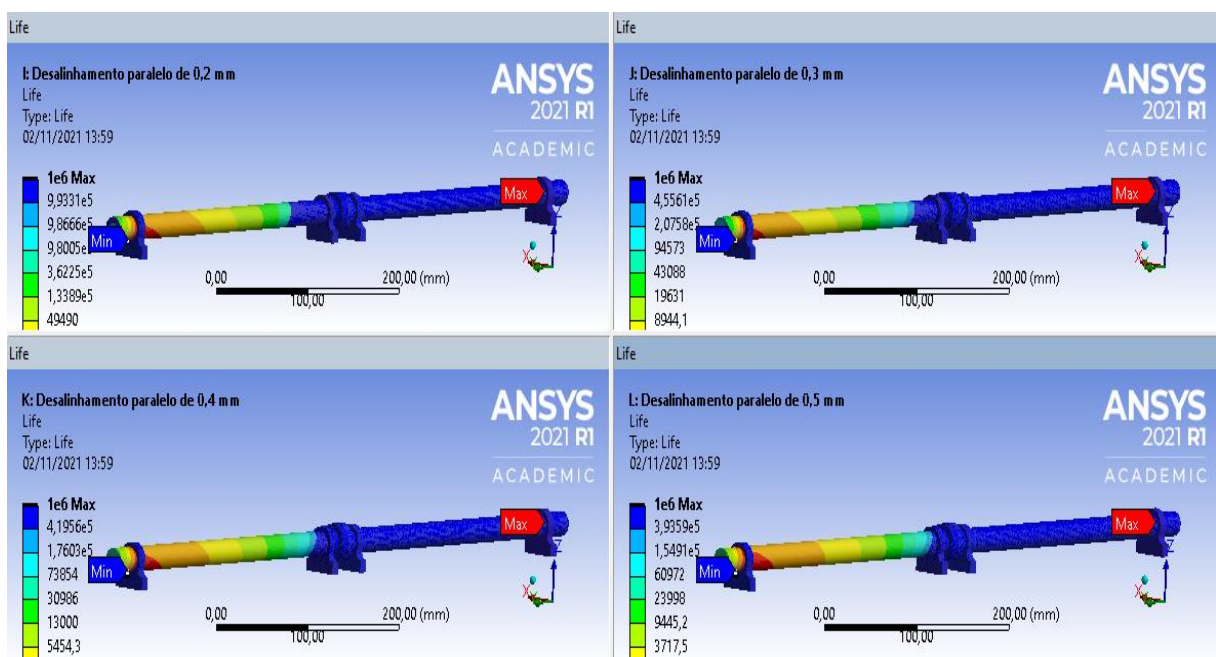 Life
I: Desalinhamento paralelo de 0,2 mm
Life
Type: Life
02/11/2021 13:59
ANSYS
2021 R1
ACADEMIC
1e6 Max
9,9331e5
9,8666e5
9,8005e5
3,6225e5
1,3389e5
49490
Min
Max
0,00
200,00 (mm)
100,00
X
Z
Life
J: Desalinhamento paralelo de 0,3 mm
Life
Type: Life
02/11/2021 13:59
ANSYS
2021 R1
ACADEMIC
1e6 Max
4,5561e5
2,0758e5
94573
43088
19631
8944,1
Min
Max
0,00
200,00 (mm)
100,00
X
Z
Life
K: Desalinhamento paralelo de 0,4 mm
Life
Type: Life
02/11/2021 13:59
ANSYS
2021 R1
ACADEMIC
1e6 Max
4,1956e5
1,7603e5
73854
30986
13000
5454,3
Min
Max
0,00
200,00 (mm)
100,00
X
Z
Life
L: Desalinhamento paralelo de 0,5 mm
Life
Type: Life
02/11/2021 13:59
ANSYS
2021 R1
ACADEMIC
1e6 Max
3,9359e5
1,5491e5
60972
23998
9445,2
3717,5
Min
Max
0,00
200,00 (mm)
100,00
X
Z